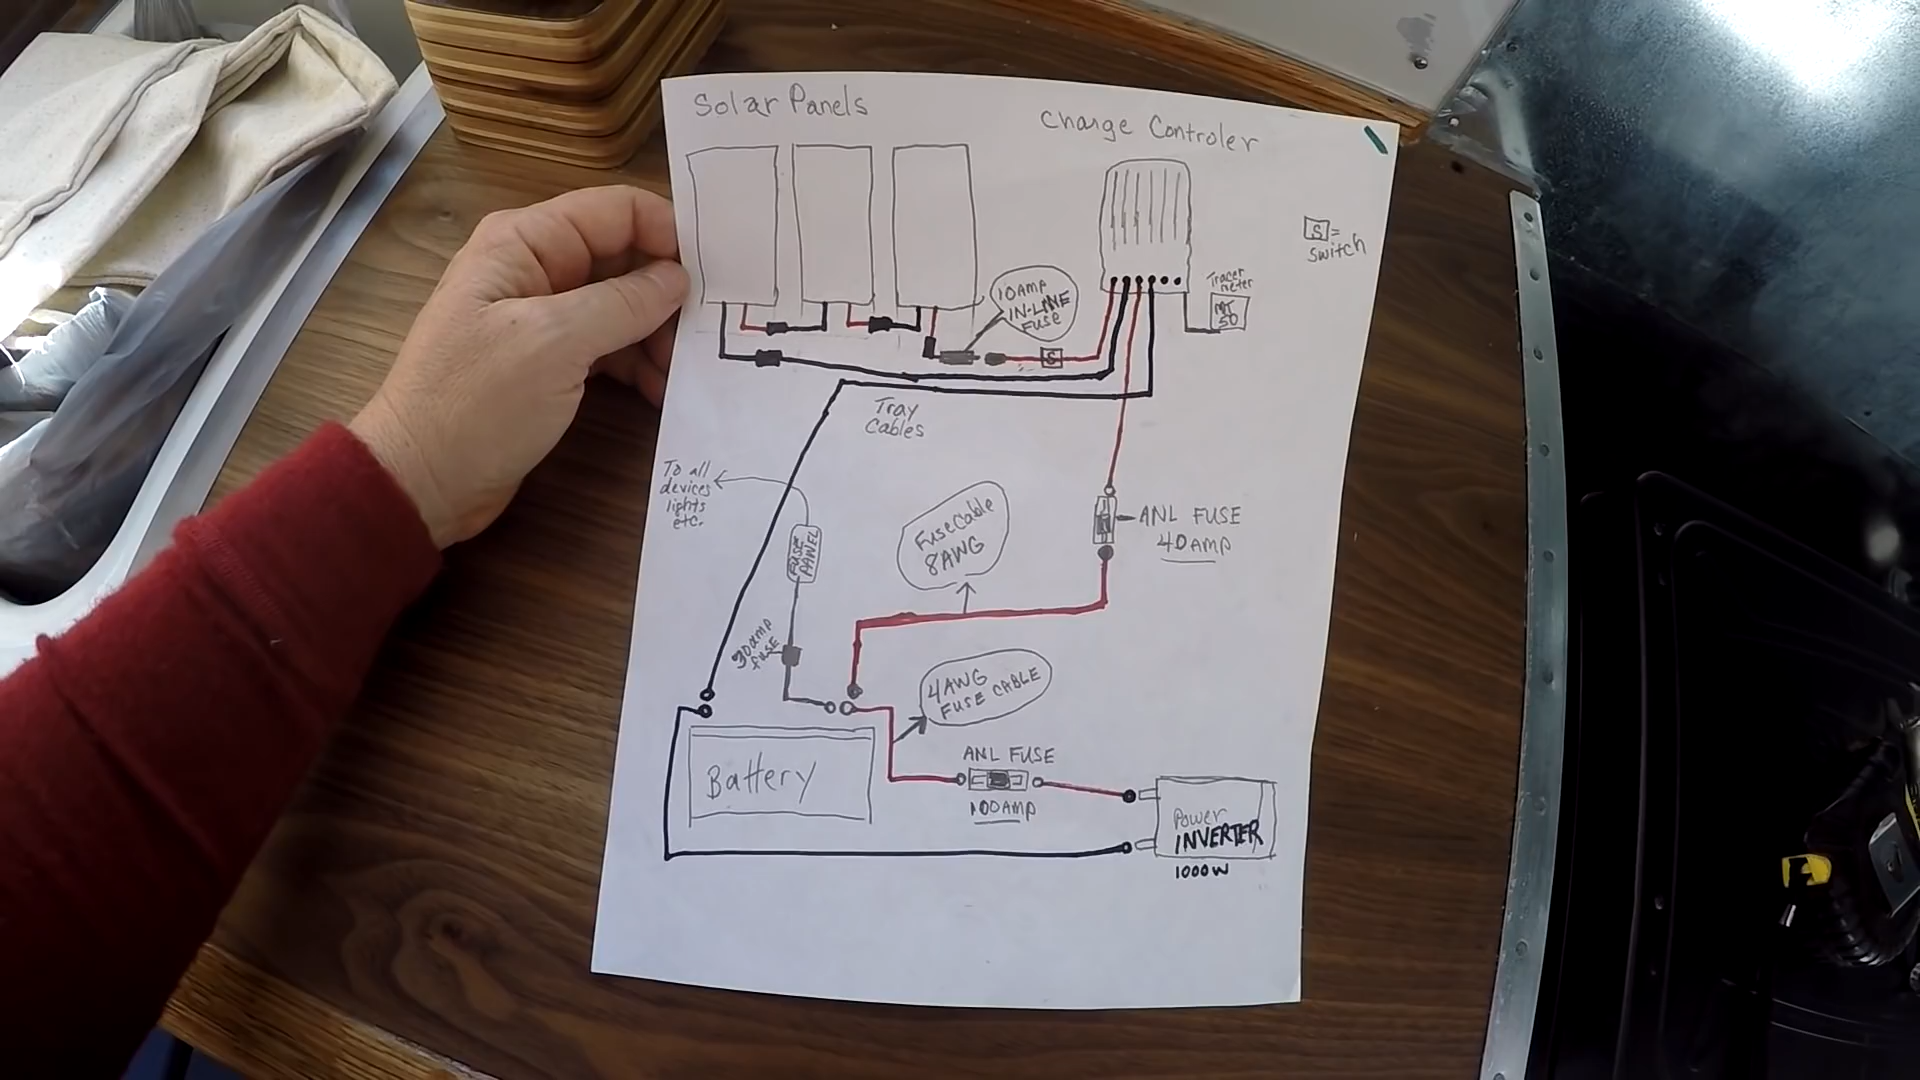 Solar Panels
Charge Controler
S =
Switch
Tracer
meter
MT
50
10AMP
IN-LINE
FUSE
S
Tray
Cables
To all
devices
lights
etc.
FUSE
PANEL
Fuse Cable
8AWG
ANL FUSE
40AMP
30amp
fuse
4AWG
FUSE CABLE
Battery
ANL FUSE
100AMP
Power
INVERTER
1000W